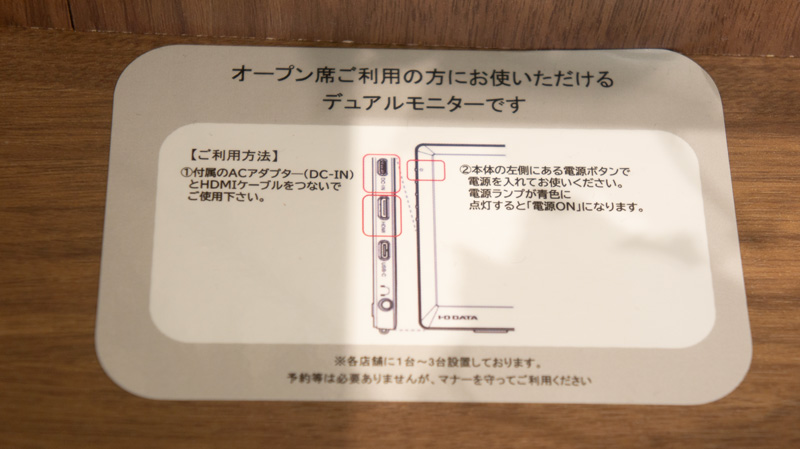 オープン席ご利用の方にお使いただける
デュアルモニターです
【ご利用方法】
①付属のACアダプター(DC-IN)
とHDMIケーブルをつないで
ご使用下さい。
DC-IN
HDMI
USB-C
②本体の左側にある電源ボタンで
電源を入れてお使いください。
電源ランプが青色に
点灯すると「電源ON」になります。
I-O DATA
※各店舗に1台～3台設置しております。
予約等は必要ありませんが、マナーを守ってご利用ください